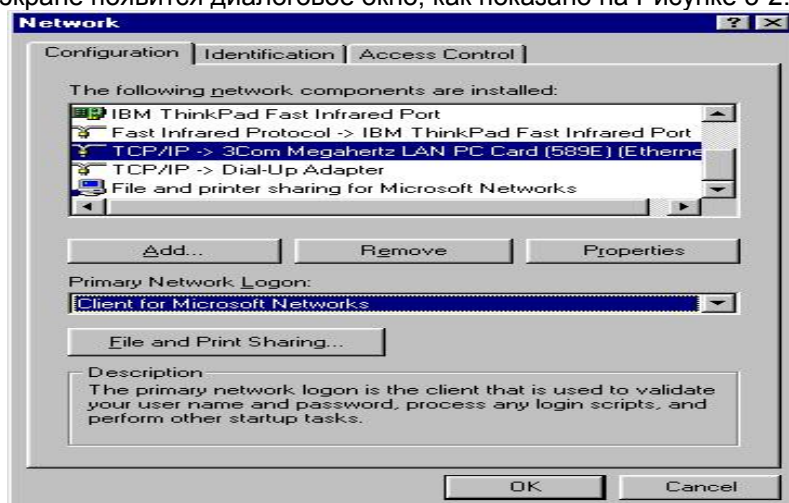 экране появится диалоговое окно, как показано на Рисунке 8-2.
Network
Configuration Identification Access Control
The following network components are installed:
IBM ThinkPad Fast Infrared Port
Fast Infrared Protocol -> IBM ThinkPad Fast Infrared Port
TCP/IP -> 3Com Megahertz LAN PC Card (589E) (Etherne
TCP/IP -> Dial-Up Adapter
File and printer sharing for Microsoft Networks
Add... Remove Properties
Primary Network Logon:
Client for Microsoft Networks
File and Print Sharing...
Description
The primary network logon is the client that is used to validate
your user name and password, process any login scripts, and
perform other startup tasks.
OK Cancel